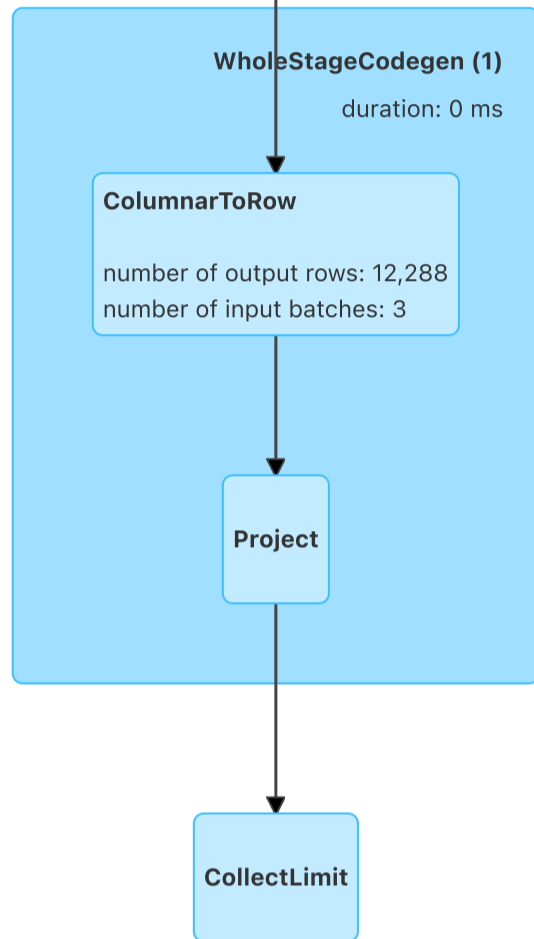 WholeStageCodegen (1)
duration: 0 ms
ColumnarToRow
number of output rows: 12,288
number of input batches: 3
Project
CollectLimit